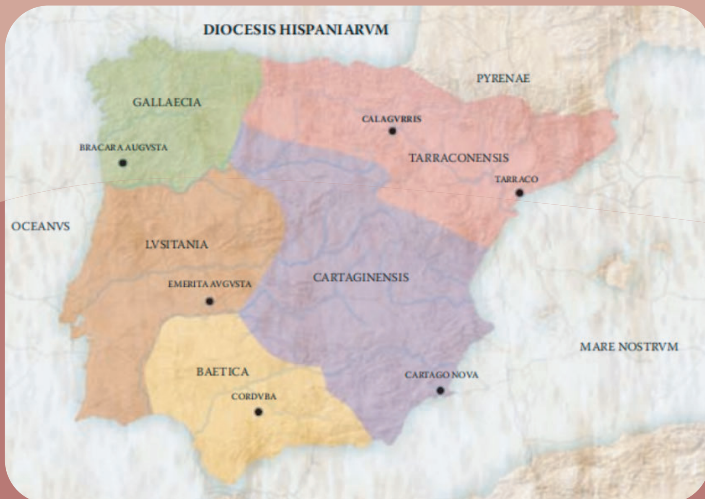 DIOCESIS HISPANIARVM
PYRENAE
GALLAECIA
CALAGVRRIS
BRACARA AUGVSTA
TARRACONENSIS
TARRACO
OCEANVS
LVSITANIA
CARTAGINENSIS
EMERITA AVGVSTA
MARE NOSTRVM
BAETICA
CARTAGO NOVA
CORDVBA